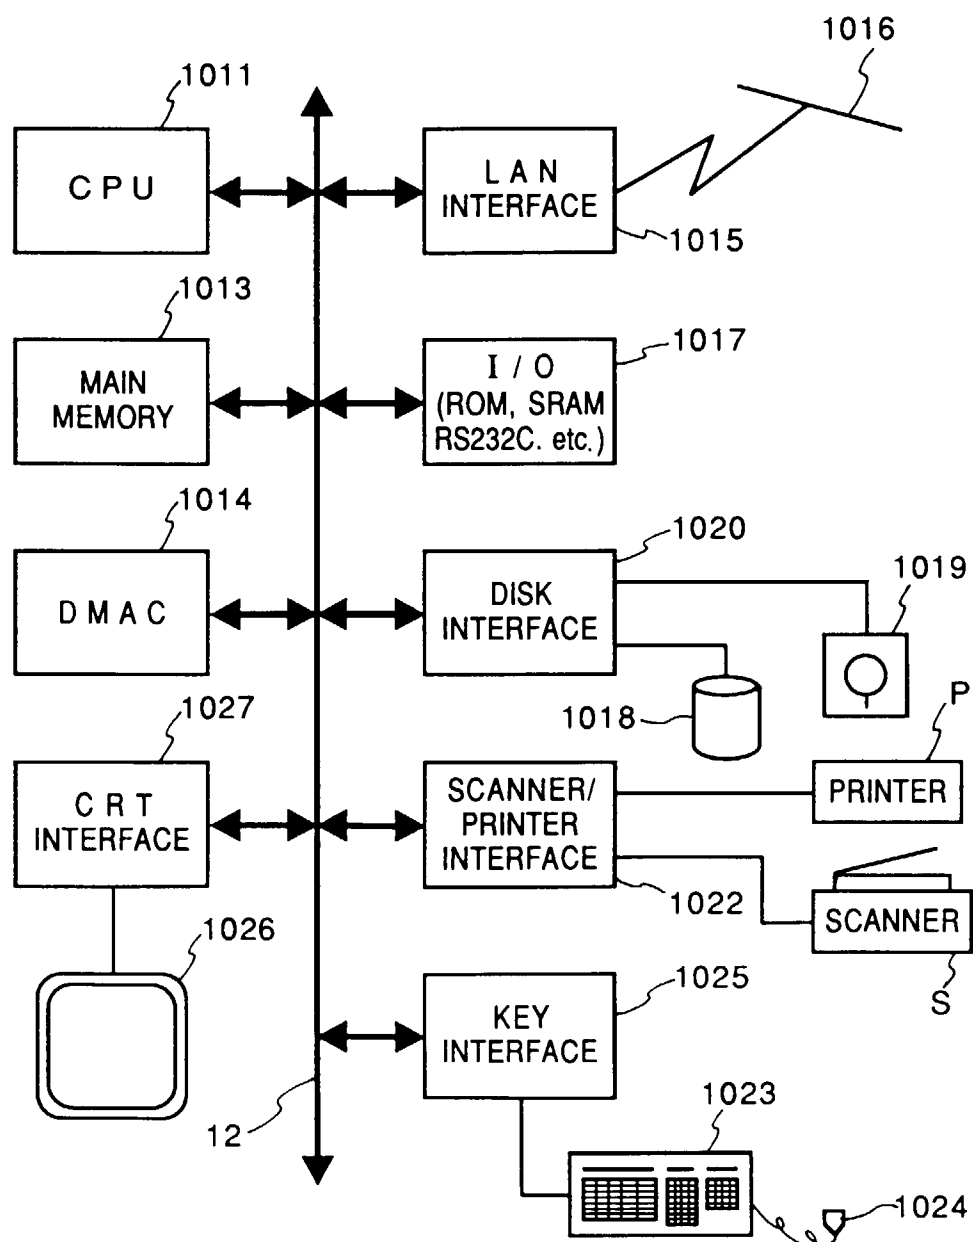 1016
1011
CPU
LAN
INTERFACE
1015
1013
MAIN
MEMORY
1017
I/O
(ROM, SRAM
RS232C. etc.)
1014
DMAC
1020
DISK
INTERFACE
1019
1018
1027
CRT
INTERFACE
SCANNER/
PRINTER
INTERFACE
1022
P
PRINTER
SCANNER
S
1026
1025
KEY
INTERFACE
12
1023
1024